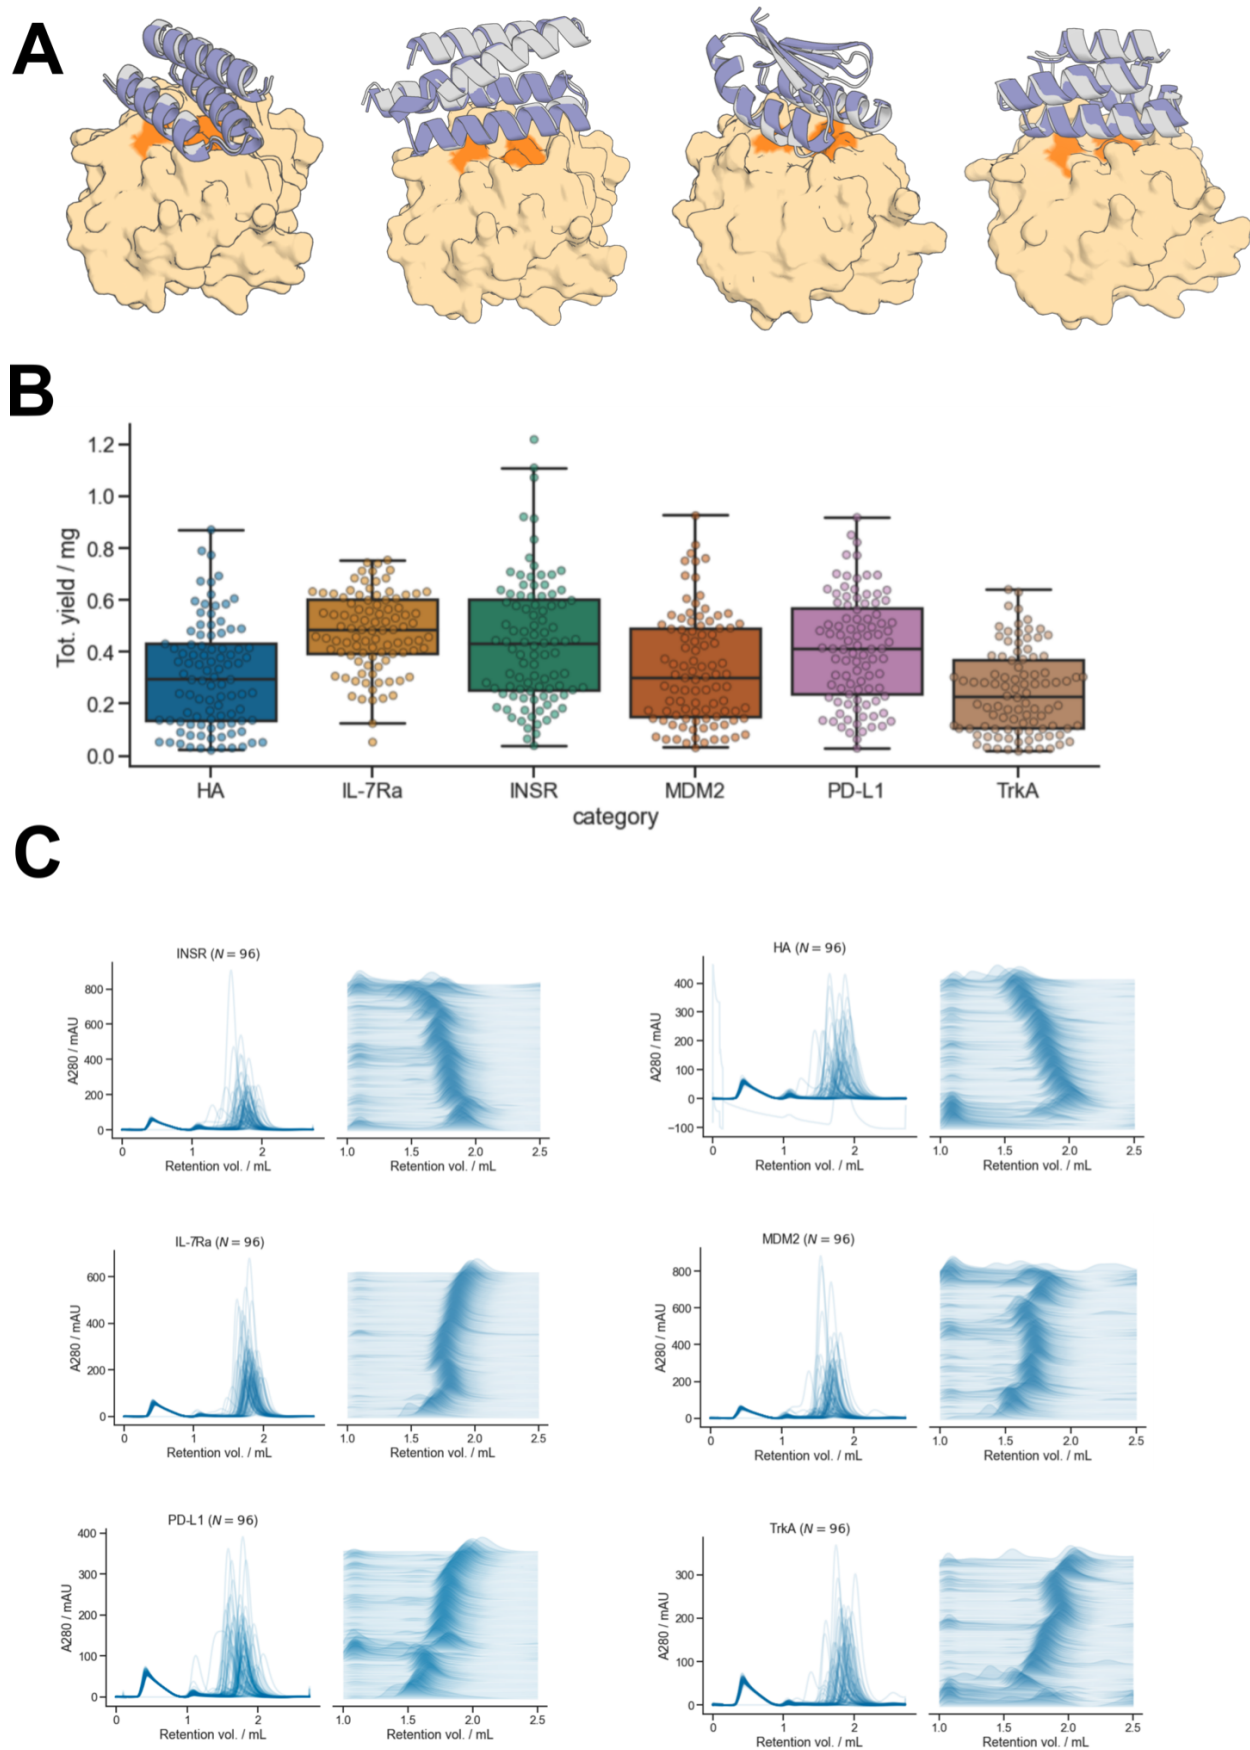 A
B
Tot. yield / mg
1.2
1.0
0.8
0.6
0.4
0.2
0.0
HA IL-7Ra INSR MDM2 PD-L1 TrkA
category
C
INSR (N = 96)
A280 / mAU
800
600
400
200
0
0 1 2
Retention vol. / mL
1.0 1.5 2.0 2.5
Retention vol. / mL
HA (N = 96)
A280 / mAU
400
300
200
100
0
−100
0 1 2
Retention vol. / mL
1.0 1.5 2.0 2.5
Retention vol. / mL
IL-7Ra (N = 96)
A280 / mAU
600
400
200
0
0 1 2
Retention vol. / mL
1.0 1.5 2.0 2.5
Retention vol. / mL
MDM2 (N = 96)
A280 / mAU
800
600
400
200
0
0 1 2
Retention vol. / mL
1.0 1.5 2.0 2.5
Retention vol. / mL
PD-L1 (N = 96)
A280 / mAU
400
300
200
100
0
0 1 2
Retention vol. / mL
1.0 1.5 2.0 2.5
Retention vol. / mL
TrkA (N = 96)
A280 / mAU
300
200
100
0
0 1 2
Retention vol. / mL
1.0 1.5 2.0 2.5
Retention vol. / mL